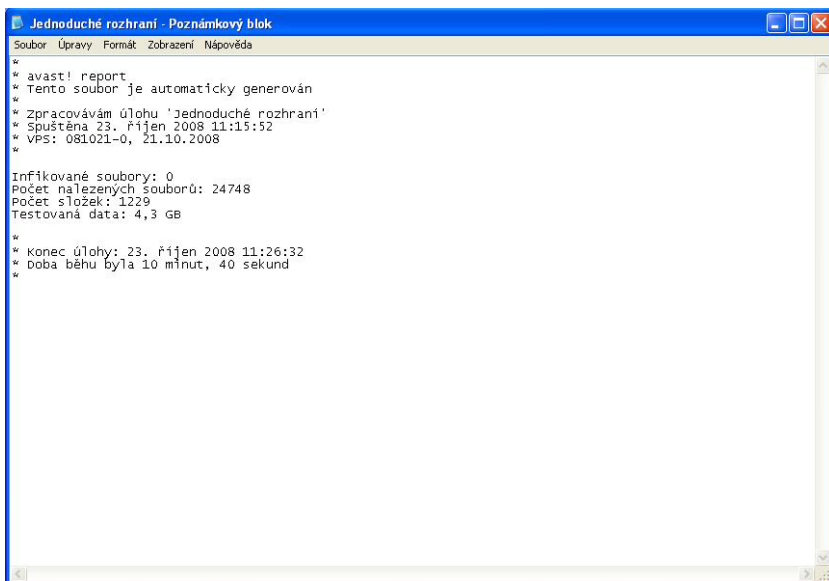 Jednoduché rozhraní - Poznámkový blok
Soubor Úpravy Formát Zobrazení Nápověda
*
* avast! report
* Tento soubor je automaticky generován
*
* Zpracovávám úlohu 'Jednoduché rozhraní'
* Spuštěna 23. říjen 2008 11:15:52
* VPS: 081021-0, 21.10.2008
*
Infikované soubory: 0
Počet nalezených souborů: 24748
Počet složek: 1229
Testovaná data: 4,3 GB
*
* Konec úlohy: 23. říjen 2008 11:26:32
* Doba běhu byla 10 minut, 40 sekund
*